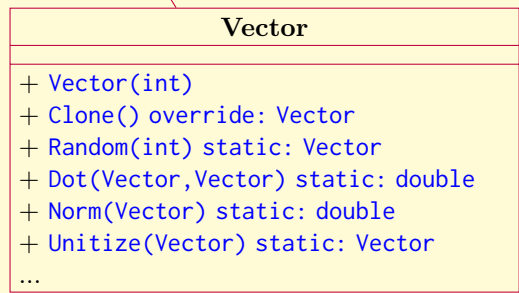 Vector
+ Vector(int)
+ Clone() override: Vector
+ Random(int) static: Vector
+ Dot(Vector,Vector) static: double
+ Norm(Vector) static: double
+ Unitize(Vector) static: Vector
...